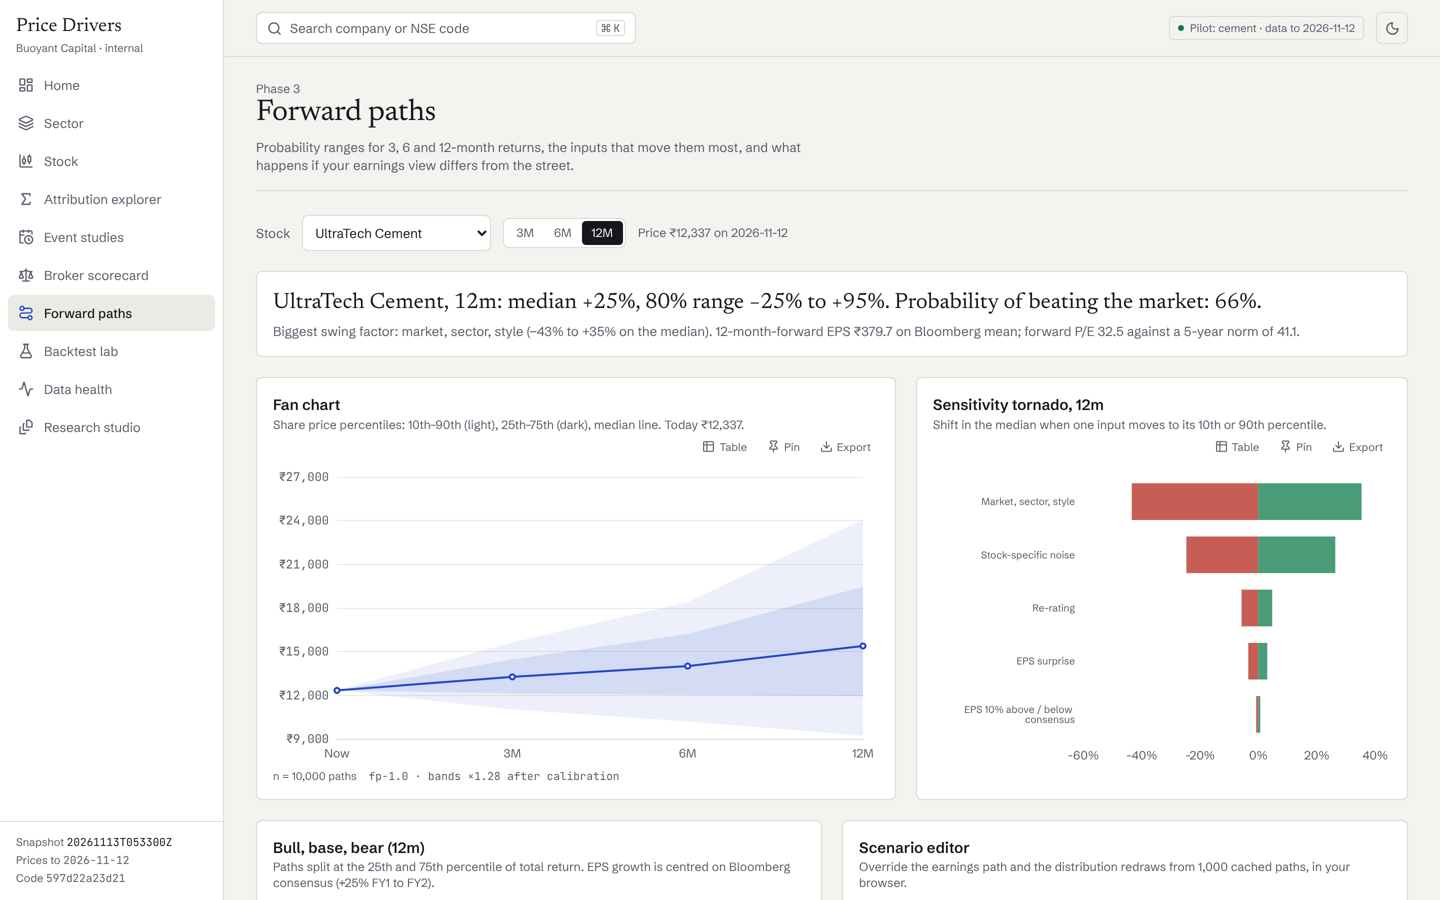 Price Drivers
Buoyant Capital · internal
Home
Sector
Stock
Attribution explorer
Event studies
Broker scorecard
Forward paths
Backtest lab
Data health
Research studio
Snapshot 20261113T053300Z
Prices to 2026-11-12
Code 597d22a23d21
Search company or NSE code
⌘ K
Pilot: cement · data to 2026-11-12
Phase 3
Forward paths
Probability ranges for 3, 6 and 12-month returns, the inputs that move them most, and what
happens if your earnings view differs from the street.
Stock
UltraTech Cement
3M 6M 12M
Price ₹12,337 on 2026-11-12
UltraTech Cement, 12m: median +25%, 80% range −25% to +95%. Probability of beating the market: 66%.
Biggest swing factor: market, sector, style (−43% to +35% on the median). 12-month-forward EPS ₹379.7 on Bloomberg mean; forward P/E 32.5 against a 5-year norm of 41.1.
Fan chart
Share price percentiles: 10th–90th (light), 25th–75th (dark), median line. Today ₹12,337.
Table Pin Export
₹27,000
₹24,000
₹21,000
₹18,000
₹15,000
₹12,000
₹9,000
Now 3M 6M 12M
n = 10,000 paths fp-1.0 · bands ×1.28 after calibration
Sensitivity tornado, 12m
Shift in the median when one input moves to its 10th or 90th percentile.
Table Pin Export
Market, sector, style
Stock-specific noise
Re-rating
EPS surprise
EPS 10% above / below
consensus
-60% -40% -20% 0% 20% 40%
Bull, base, bear (12m)
Paths split at the 25th and 75th percentile of total return. EPS growth is centred on Bloomberg
consensus (+25% FY1 to FY2).
Scenario editor
Override the earnings path and the distribution redraws from 1,000 cached paths, in your
browser.